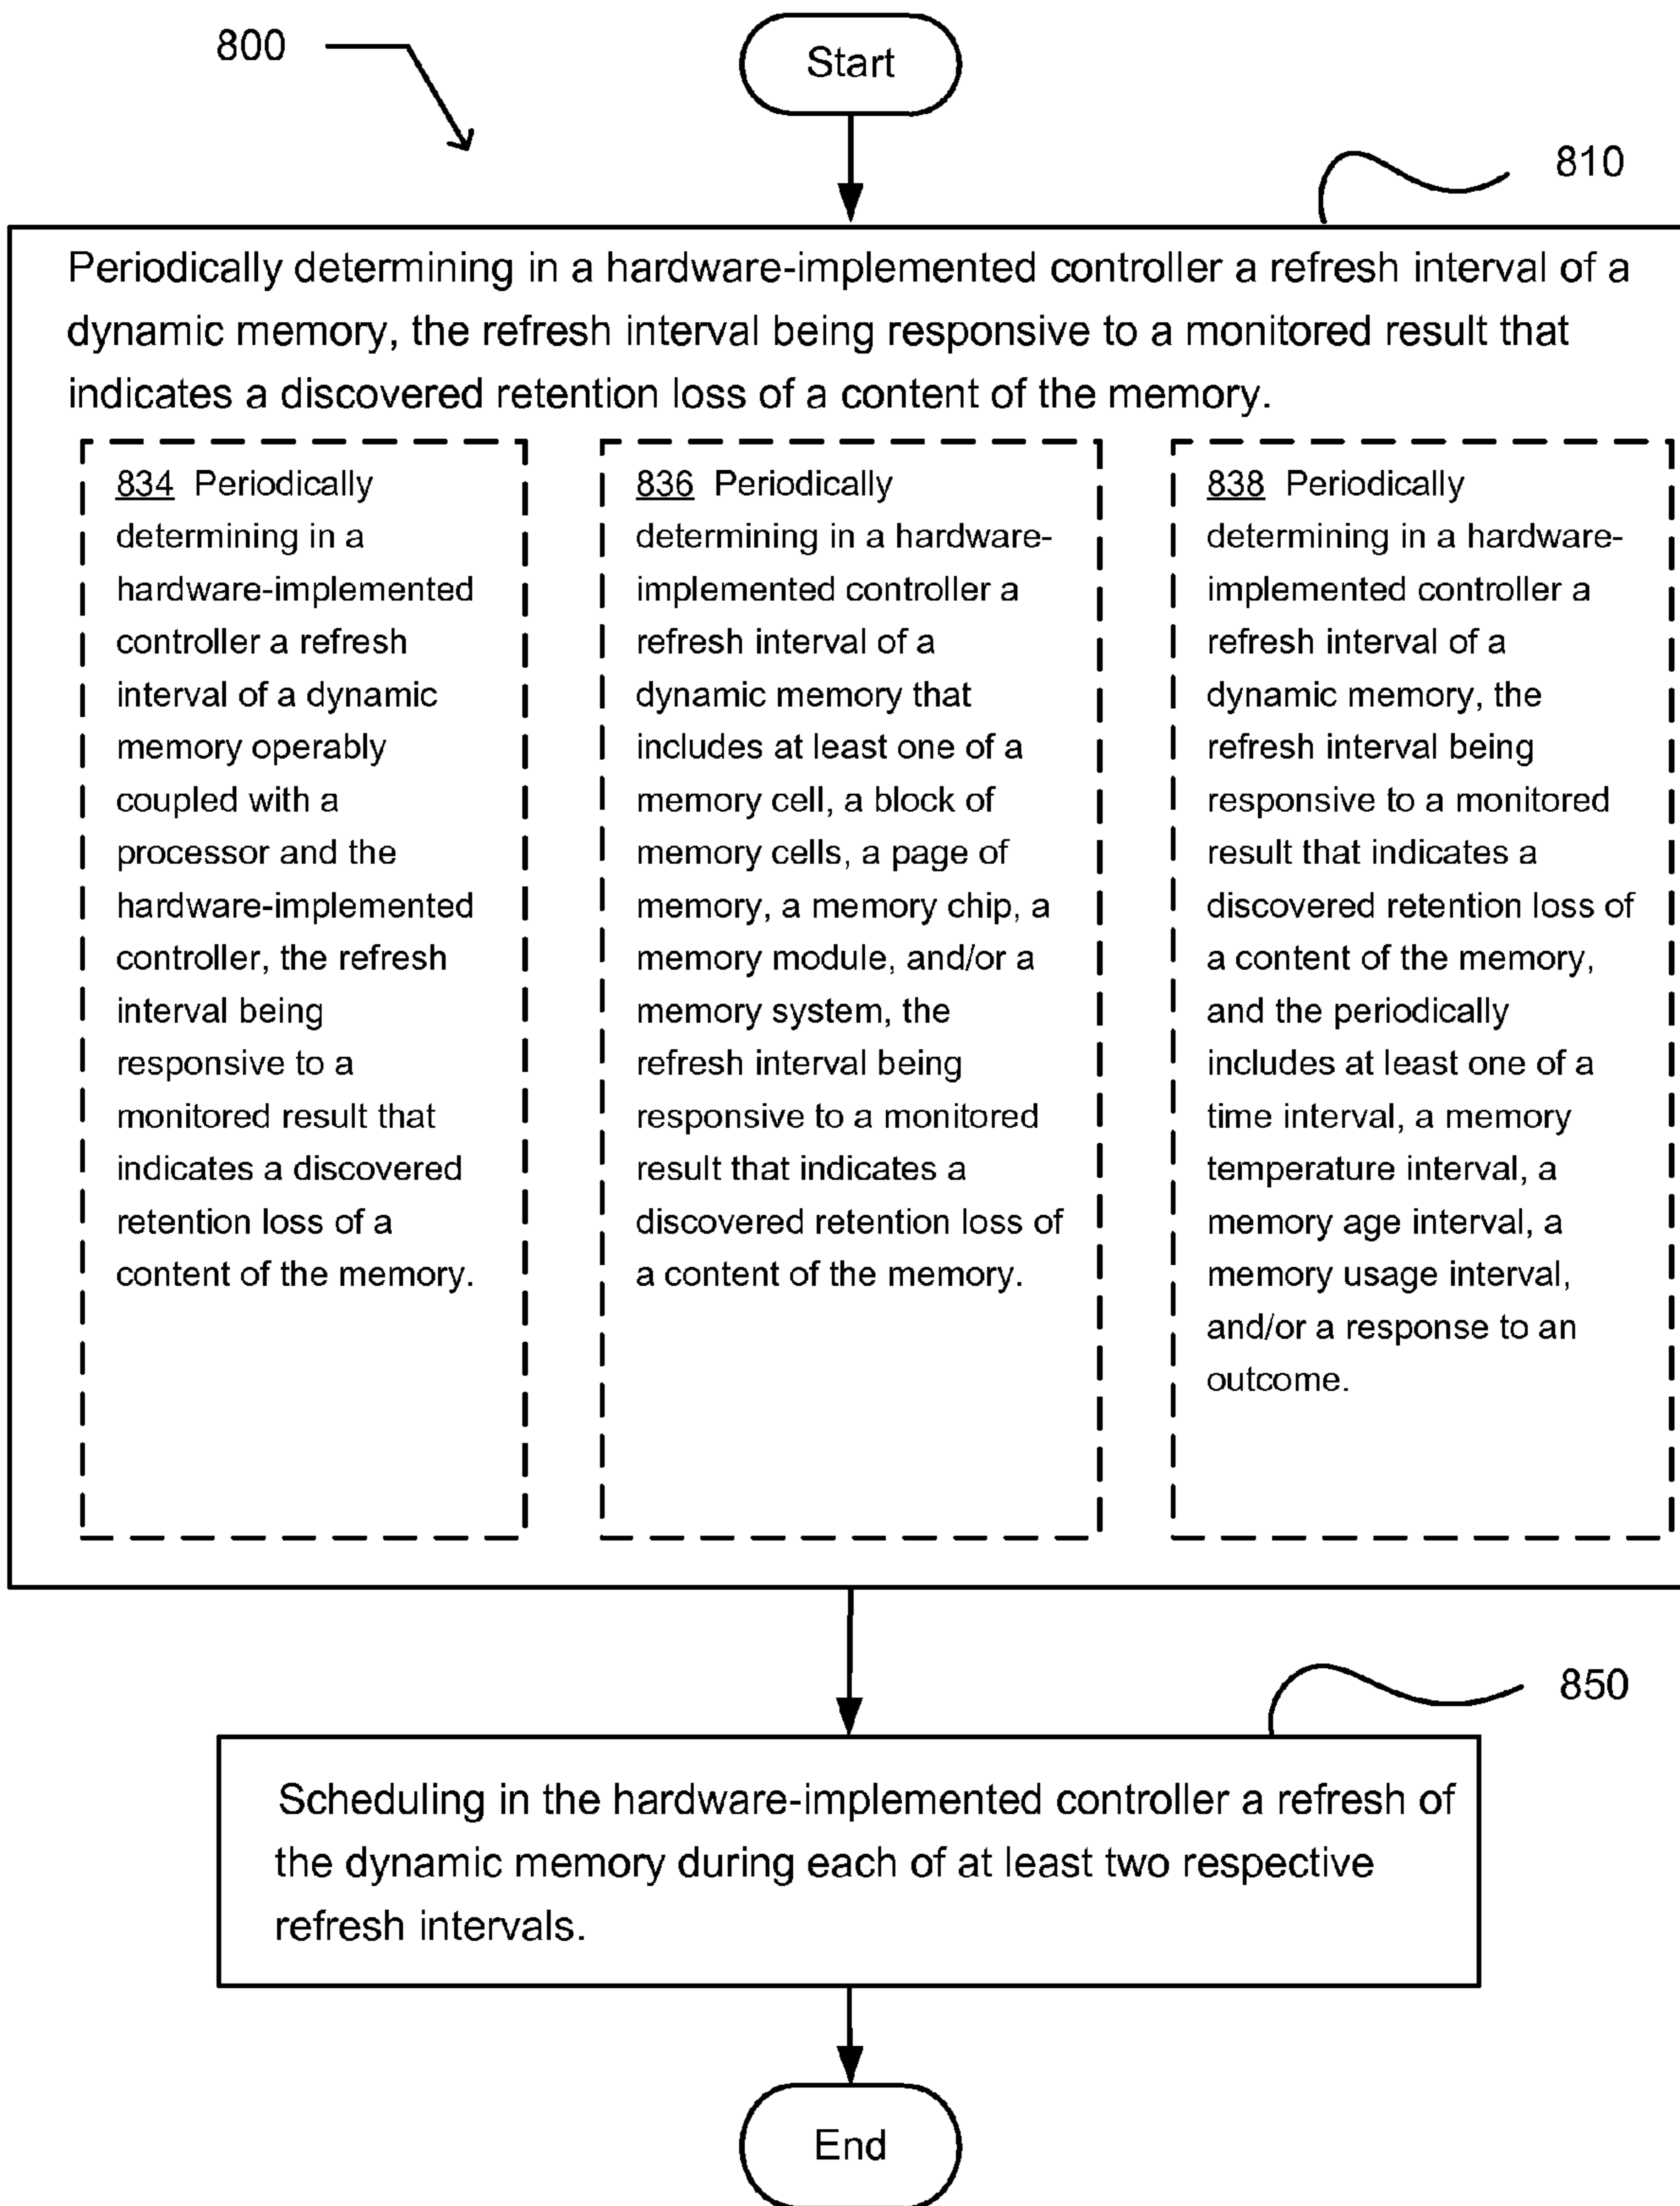 800
Start
810
Periodically determining in a hardware-implemented controller a refresh interval of a
dynamic memory, the refresh interval being responsive to a monitored result that
indicates a discovered retention loss of a content of the memory.
834 Periodically
determining in a
hardware-implemented
controller a refresh
interval of a dynamic
memory operably
coupled with a
processor and the
hardware-implemented
controller, the refresh
interval being
responsive to a
monitored result that
indicates a discovered
retention loss of a
content of the memory.
836 Periodically
determining in a hardware-
implemented controller a
refresh interval of a
dynamic memory that
includes at least one of a
memory cell, a block of
memory cells, a page of
memory, a memory chip, a
memory module, and/or a
memory system, the
refresh interval being
responsive to a monitored
result that indicates a
discovered retention loss of
a content of the memory.
838 Periodically
determining in a hardware-
implemented controller a
refresh interval of a
dynamic memory, the
refresh interval being
responsive to a monitored
result that indicates a
discovered retention loss of
a content of the memory,
and the periodically
includes at least one of a
time interval, a memory
temperature interval, a
memory age interval, a
memory usage interval,
and/or a response to an
outcome.
850
Scheduling in the hardware-implemented controller a refresh of
the dynamic memory during each of at least two respective
refresh intervals.
End